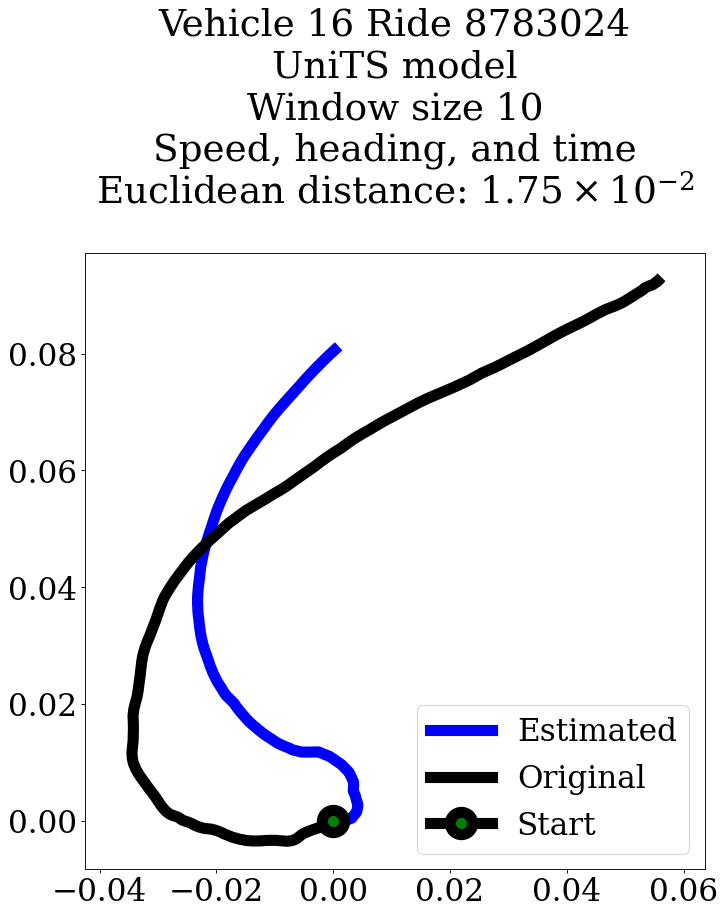 Vehicle 16 Ride 8783024
UniTS model
Window size 10
Speed, heading, and time
Euclidean distance: 1.75 × 10⁻²
0.08
0.06
0.04
0.02
0.00
Estimated
Original
Start
−0.04 −0.02 0.00 0.02 0.04 0.06